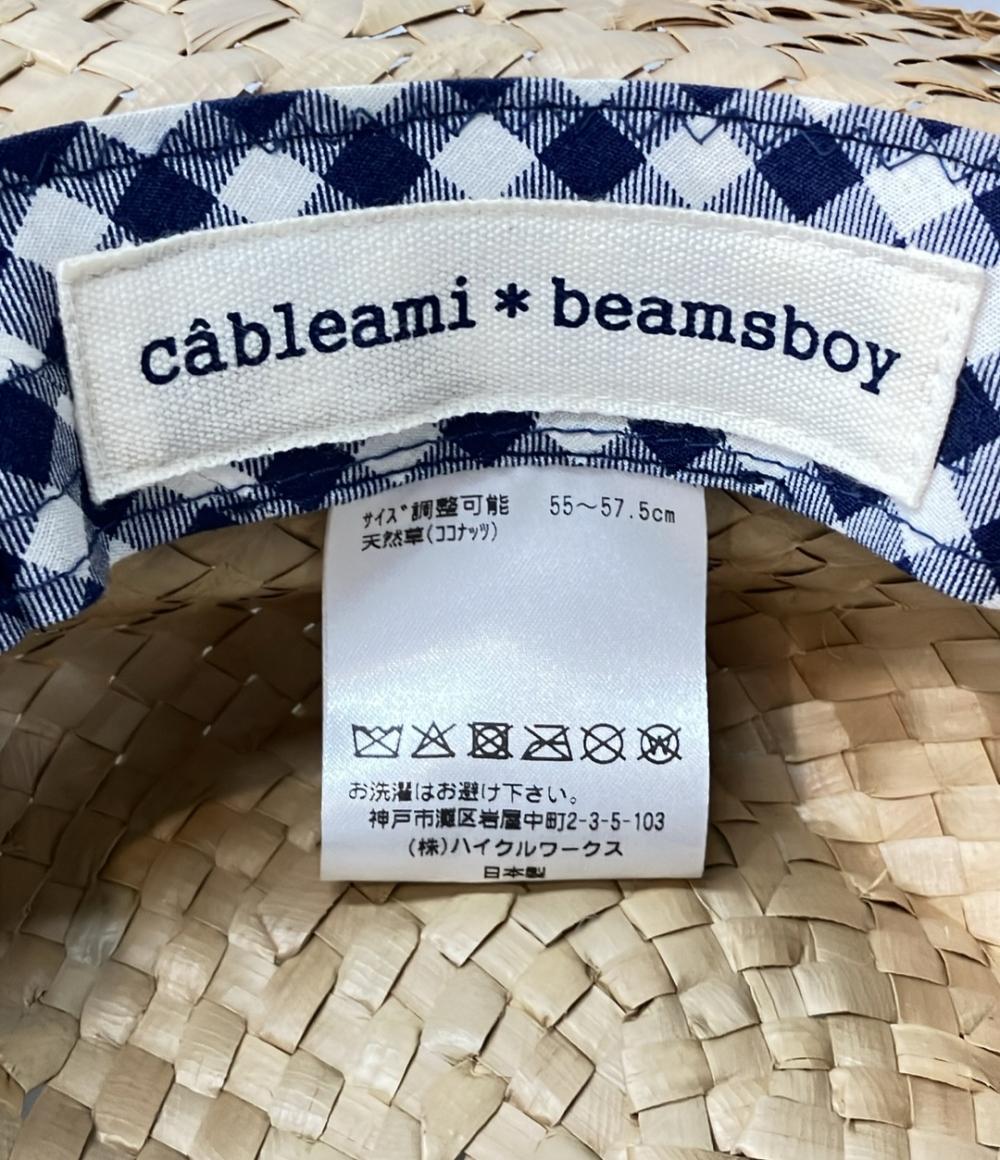 câbleami * beamsboy
サイズ調整可能 55～57.5cm
天然草(ココナッツ)
お洗濯はお避け下さい。
神戸市灘区岩屋中町2-3-5-103
(株)ハイクルワークス
日本製